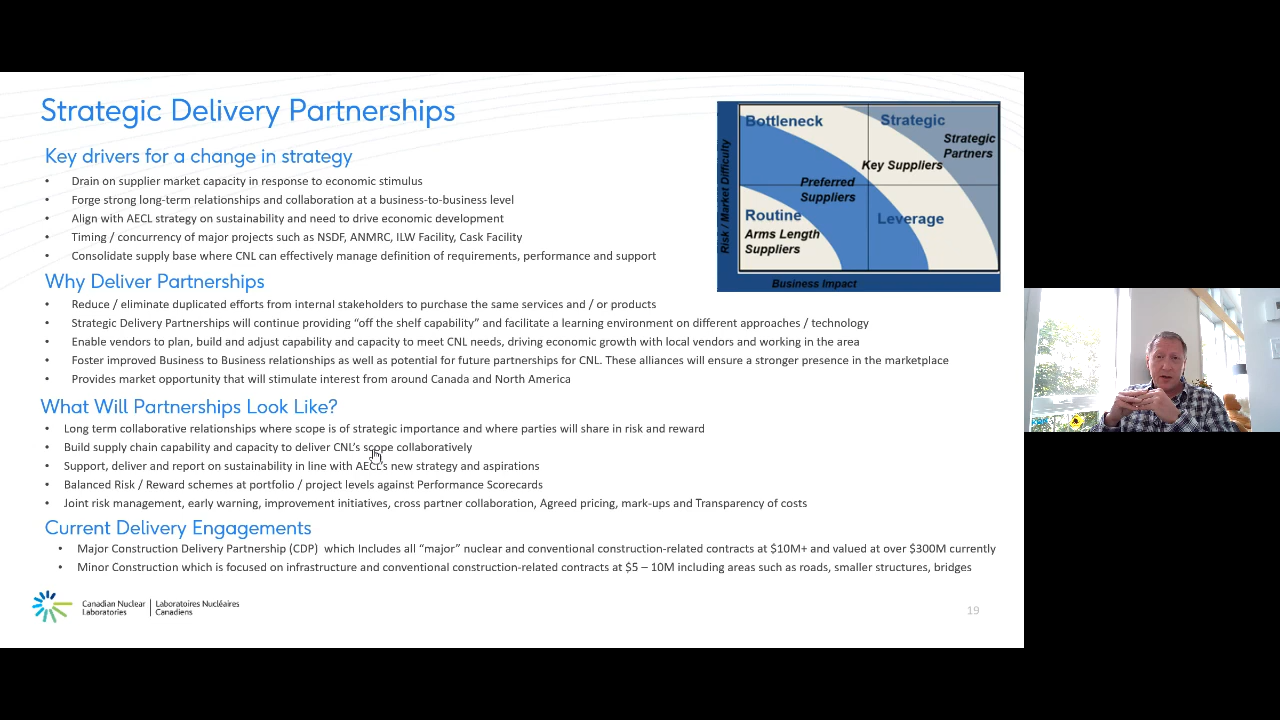 Strategic Delivery Partnerships
Key drivers for a change in strategy
• Drain on supplier market capacity in response to economic stimulus
• Forge strong long-term relationships and collaboration at a business-to-business level
• Align with AECL strategy on sustainability and need to drive economic development
• Timing / concurrency of major projects such as NSDF, ANMRC, ILW Facility, Cask Facility
• Consolidate supply base where CNL can effectively manage definition of requirements, performance and support
Bottleneck
Strategic
Strategic
Partners
Key Suppliers
Preferred
Suppliers
Routine
Leverage
Arms Length
Suppliers
Risk / Market Difficulty
Business Impact
Why Deliver Partnerships
• Reduce / eliminate duplicated efforts from internal stakeholders to purchase the same services and / or products
• Strategic Delivery Partnerships will continue providing “off the shelf capability” and facilitate a learning environment on different approaches / technology
• Enable vendors to plan, build and adjust capability and capacity to meet CNL needs, driving economic growth with local vendors and working in the area
• Foster improved Business to Business relationships as well as potential for future partnerships for CNL. These alliances will ensure a stronger presence in the marketplace
• Provides market opportunity that will stimulate interest from around Canada and North America
What Will Partnerships Look Like?
• Long term collaborative relationships where scope is of strategic importance and where parties will share in risk and reward
• Build supply chain capability and capacity to deliver CNL’s scope collaboratively
• Support, deliver and report on sustainability in line with AECL’s new strategy and aspirations
• Balanced Risk / Reward schemes at portfolio / project levels against Performance Scorecards
• Joint risk management, early warning, improvement initiatives, cross partner collaboration, Agreed pricing, mark-ups and Transparency of costs
Current Delivery Engagements
• Major Construction Delivery Partnership (CDP) which Includes all “major” nuclear and conventional construction-related contracts at $10M+ and valued at over $300M currently
• Minor Construction which is focused on infrastructure and conventional construction-related contracts at $5 – 10M including areas such as roads, smaller structures, bridges
Canadian Nuclear Laboratoires Nucléaires
Laboratories Canadiens
19